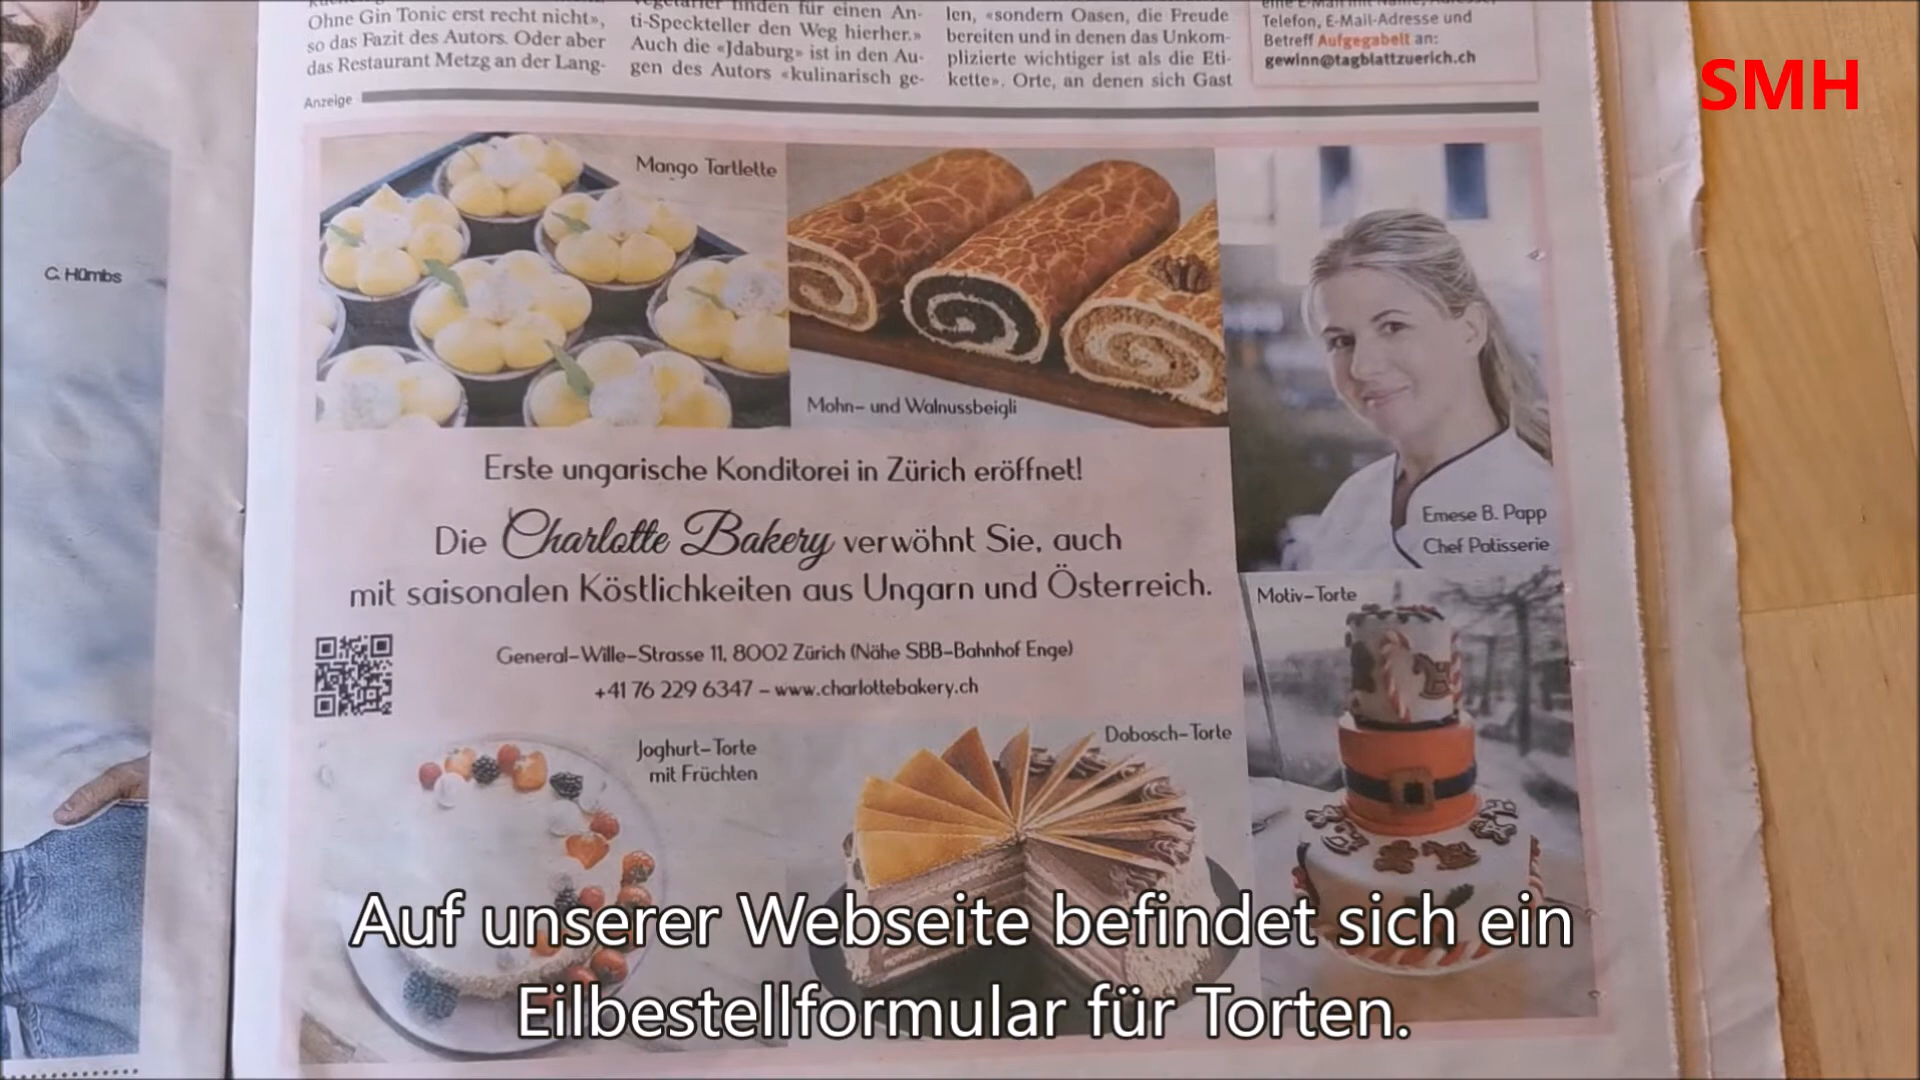 Ohne Gin Tonic erst recht nicht»,
so das Fazit des Autors. Oder aber
das Restaurant Metzg an der Lang-
finden für einen An-
ti-Speckteller den Weg hierher.»
Auch die «Idaburg» ist in den Au-
gen des Autors «kulinarisch ge-
len, «sondern Oasen, die Freude
bereiten und in denen das Unkom-
plizierte wichtiger ist als die Eti-
kette». Orte, an denen sich Gast
Telefon, E-Mail-Adresse und
Betreff Aufgegabelt an:
gewinn@tagblattzuerich.ch
SMH
Anzeige
C. Hümbs
Mango Tartlette
Mohn- und Walnussbeigli
Emese B. Papp
Chef Patisserie
Erste ungarische Konditorei in Zürich eröffnet!
Die Charlotte Bakery verwöhnt Sie, auch
mit saisonalen Köstlichkeiten aus Ungarn und Österreich.
General-Wille-Strasse 11, 8002 Zürich (Nähe SBB-Bahnhof Enge)
+41 76 229 6347 - www.charlottebakery.ch
Motiv-Torte
Joghurt-Torte
mit Früchten
Dobosch-Torte
Auf unserer Webseite befindet sich ein
Eilbestellformular für Torten.